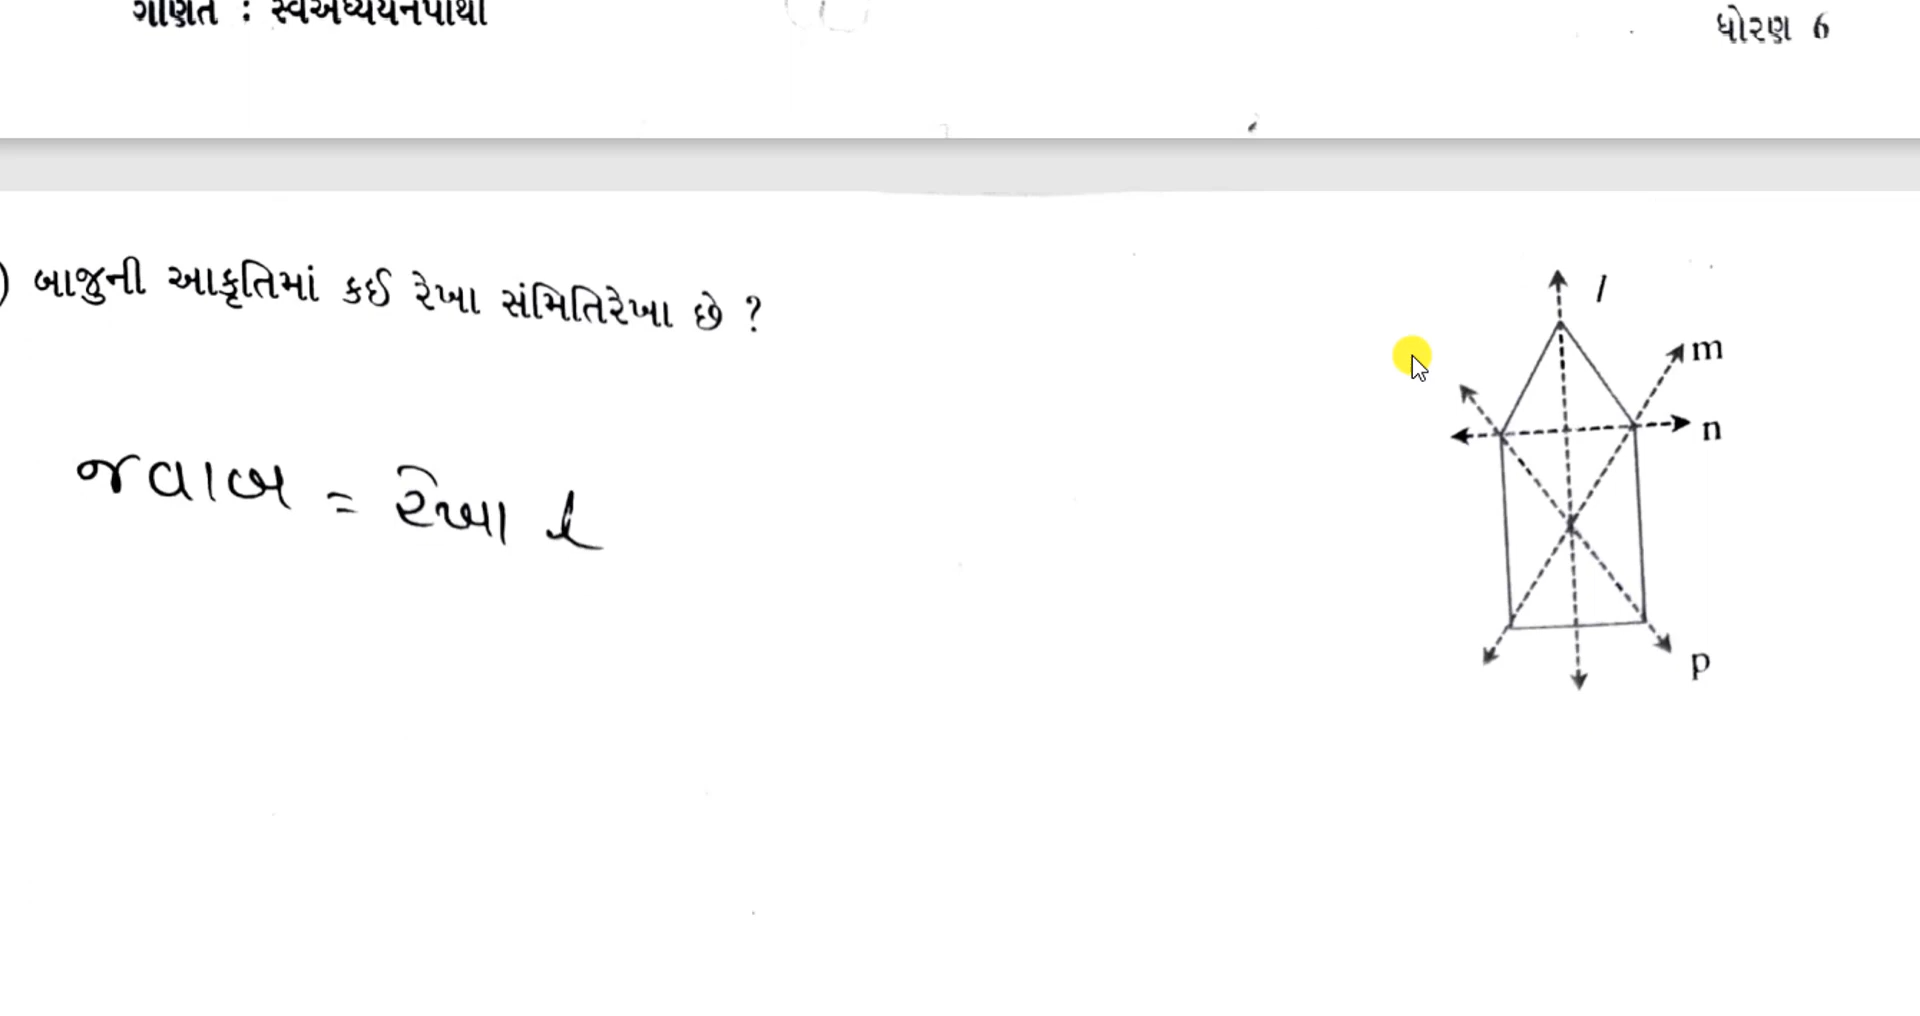 ગણિત : સ્વઅધ્યયનપોથી
ધોરણ 6
) બાજુની આકૃતિમાં કઈ રેખા સંમિતિરેખા છે ?
જવાબ = રેખા l
l
m
n
p